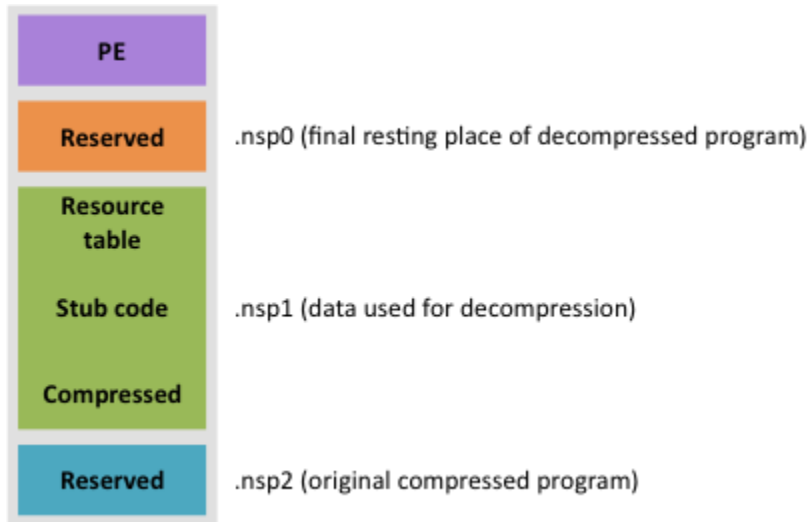 PE
Reserved
.nsp0 (final resting place of decompressed program)
Resource
table
Stub code
.nsp1 (data used for decompression)
Compressed
Reserved
.nsp2 (original compressed program)